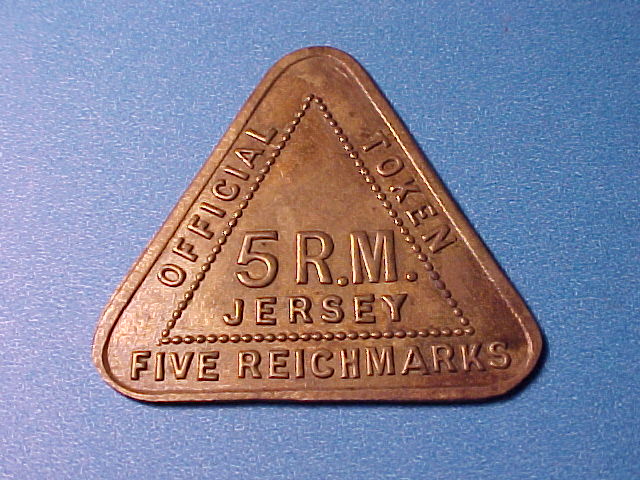 OFFICIAL
TOKEN
5 R.M.
JERSEY
FIVE REICHMARKS